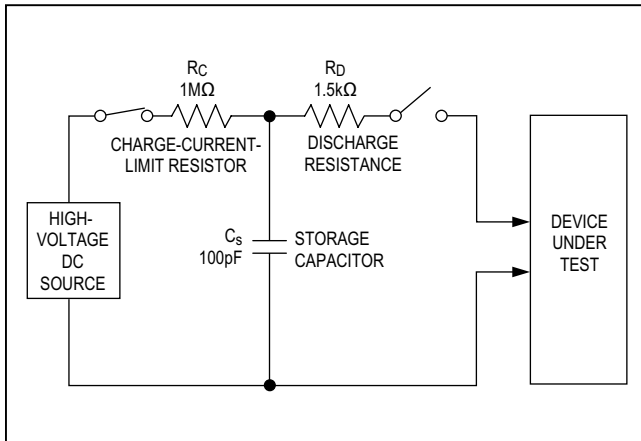 RC
1MΩ
CHARGE-CURRENT-
LIMIT RESISTOR
RD
1.5kΩ
DISCHARGE
RESISTANCE
HIGH-
VOLTAGE
DC
SOURCE
Cs
100pF
STORAGE
CAPACITOR
DEVICE
UNDER
TEST